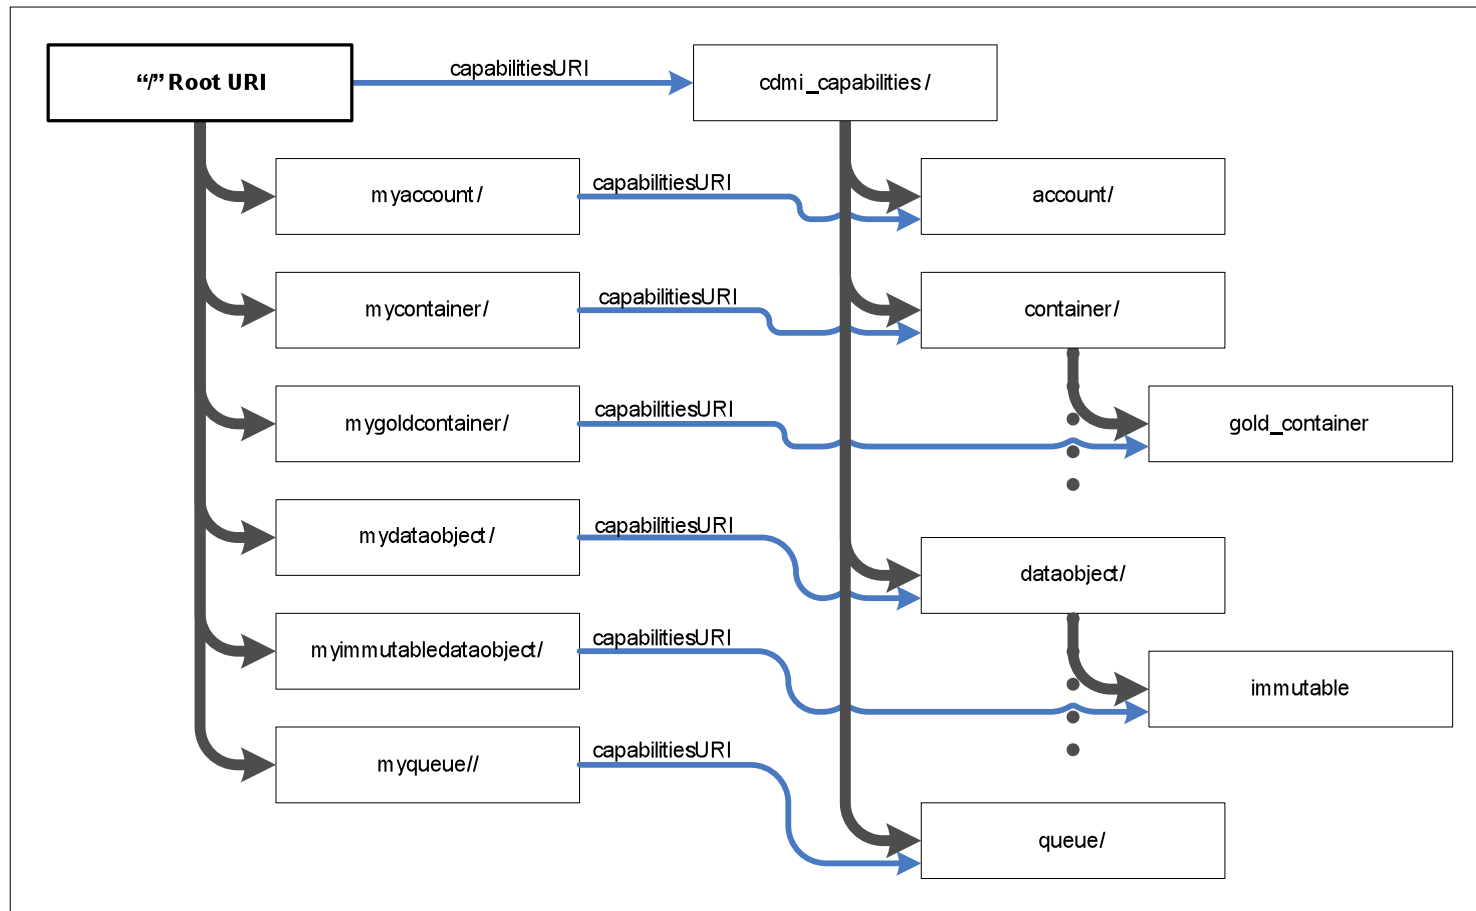 “/” Root URI
capabilitiesURI
cdmi_capabilities/
myaccount/
capabilitiesURI
account/
mycontainer/
capabilitiesURI
container/
mygoldcontainer/
capabilitiesURI
gold_container
mydataobject/
capabilitiesURI
dataobject/
myimmutabledataobject/
capabilitiesURI
immutable
myqueue//
capabilitiesURI
queue/